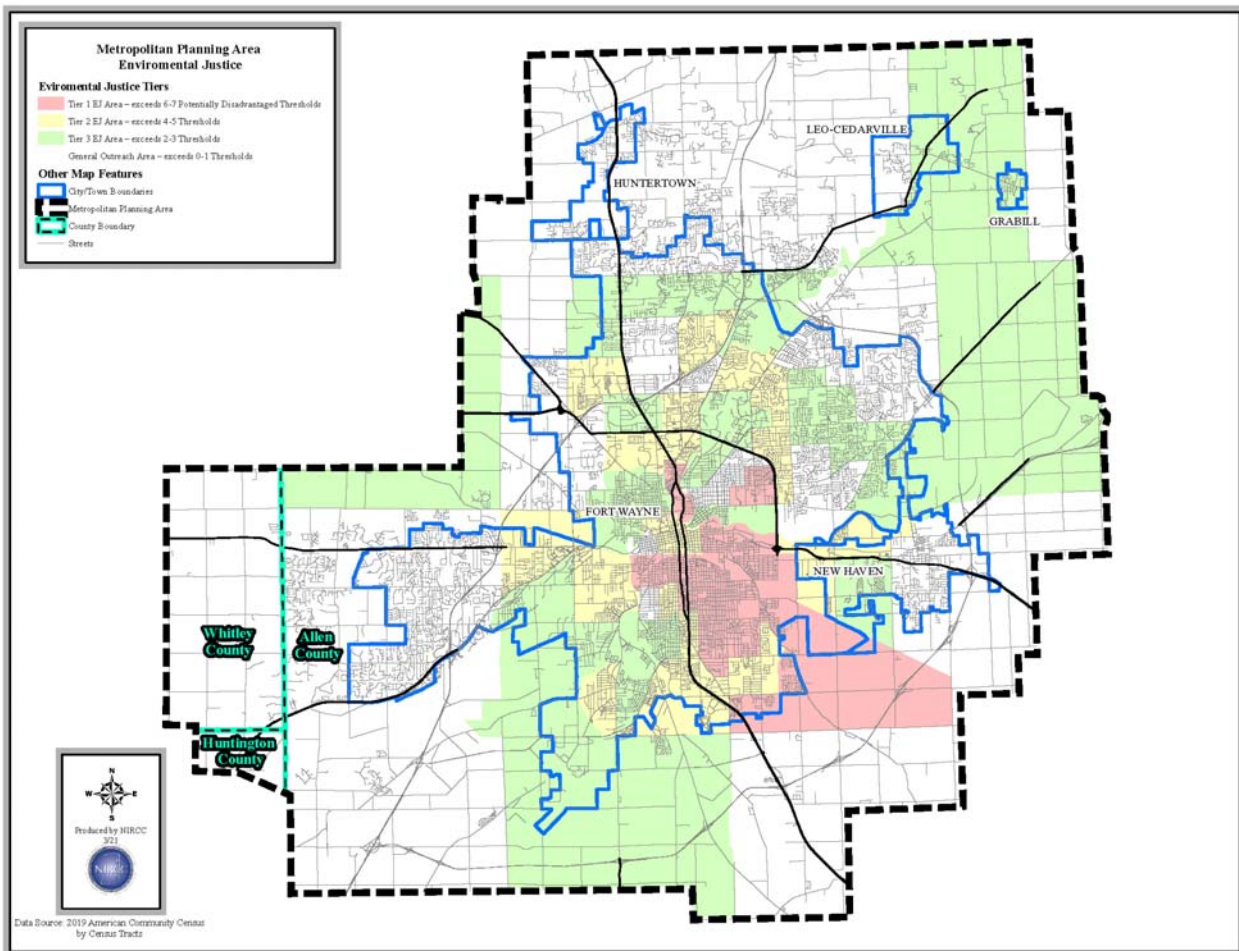 Metropolitan Planning Area
Enviromental Justice
Eviromental Justice Tiers
Tier 1 EJ Area – exceeds 6-7 Potentially Disadvantaged Thresholds
Tier 2 EJ Area – exceeds 4-5 Thresholds
Tier 3 EJ Area – exceeds 2-3 Thresholds
General Outreach Area – exceeds 0-1 Thresholds
Other Map Features
City/Town Boundaries
Metropolitan Planning Area
County Boundary
Streets
LEO-CEDARVILLE
HUNTERTOWN
GRABILL
FORT WAYNE
NEW HAVEN
Whitley
County
Allen
County
Huntington
County
N
W
E
S
Produced by NIRCC
3/21
NIRCC
Data Source: 2019 American Community Census
by Census Tracts